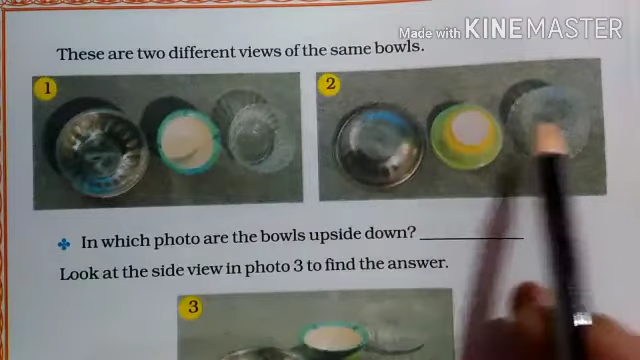 Made with KINEMASTER
These are two different views of the same bowls.
1
2
In which photo are the bowls upside down?
Look at the side view in photo 3 to find the answer.
3